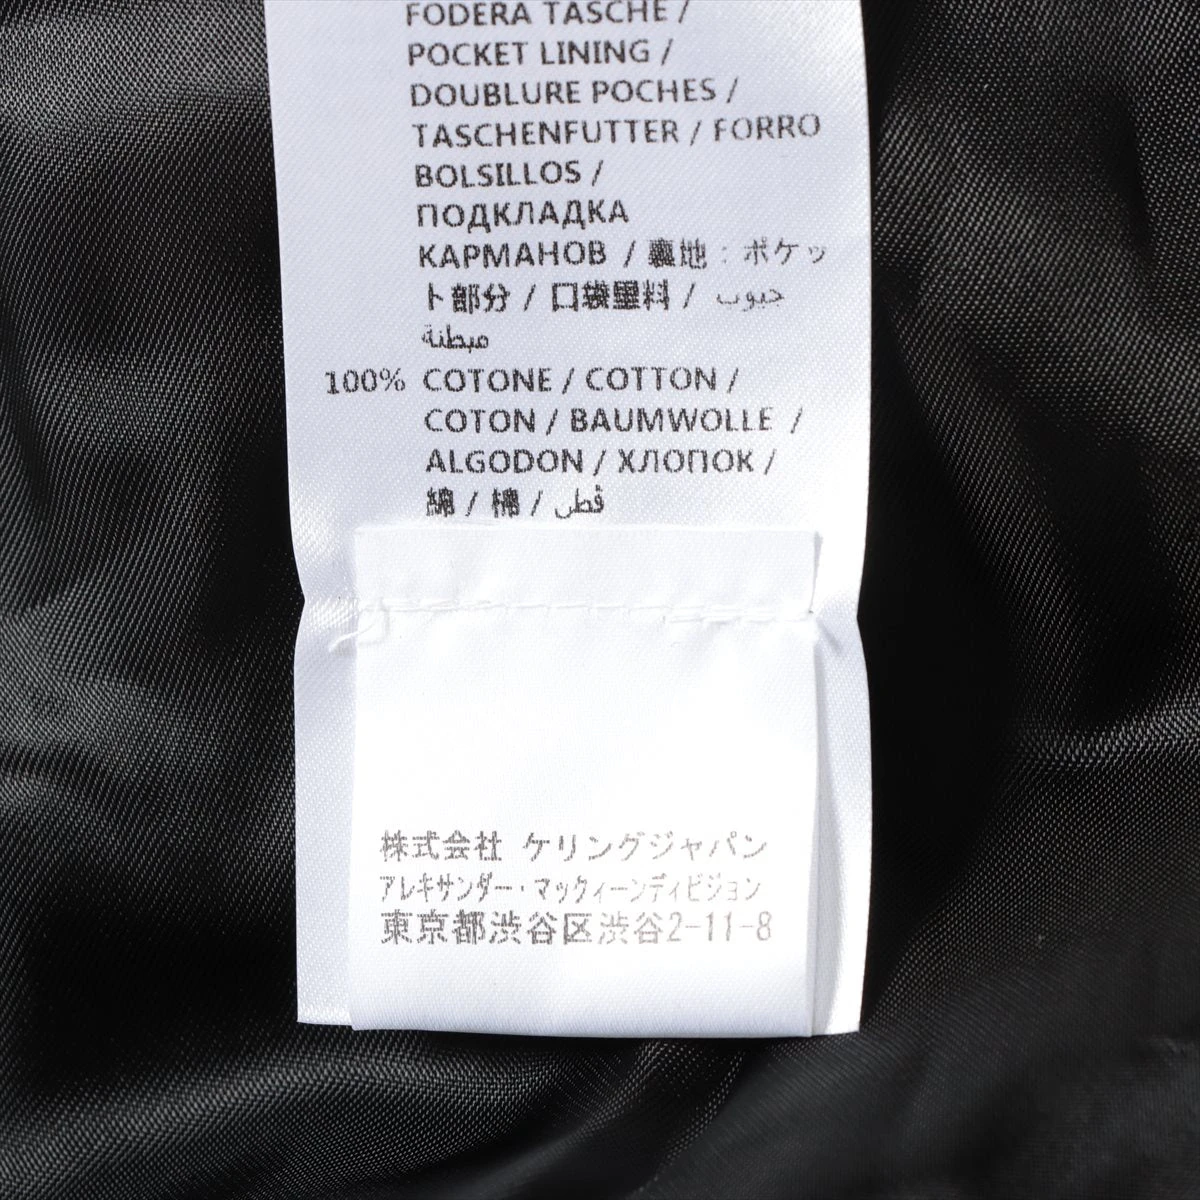 FODERA TASCHE /
POCKET LINING /
DOUBLURE POCHES /
TASCHENFUTTER / FORRO
BOLSILLOS /
ПОДКЛАДКА
КАРМАНОВ / 裏地：ポケッ
ト部分 / 口袋里料 / جيوب
مبطنة
100% COTONE / COTTON /
COTON / BAUMWOLLE /
ALGODON / ХЛОПОК /
綿 / 棉 / قطن
株式会社 ケリングジャパン
アレキサンダー・マックィーンディビジョン
東京都渋谷区渋谷2-11-8